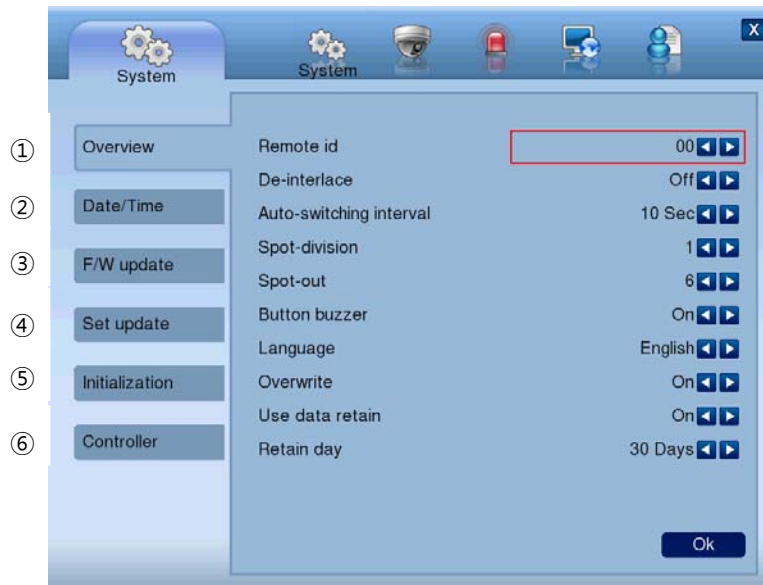 System
System
X
① Overview
② Date/Time
③ F/W update
④ Set update
⑤ Initialization
⑥ Controller
Remote id 00
De-interlace Off
Auto-switching interval 10 Sec
Spot-division 1
Spot-out 6
Button buzzer On
Language English
Overwrite On
Use data retain On
Retain day 30 Days
Ok